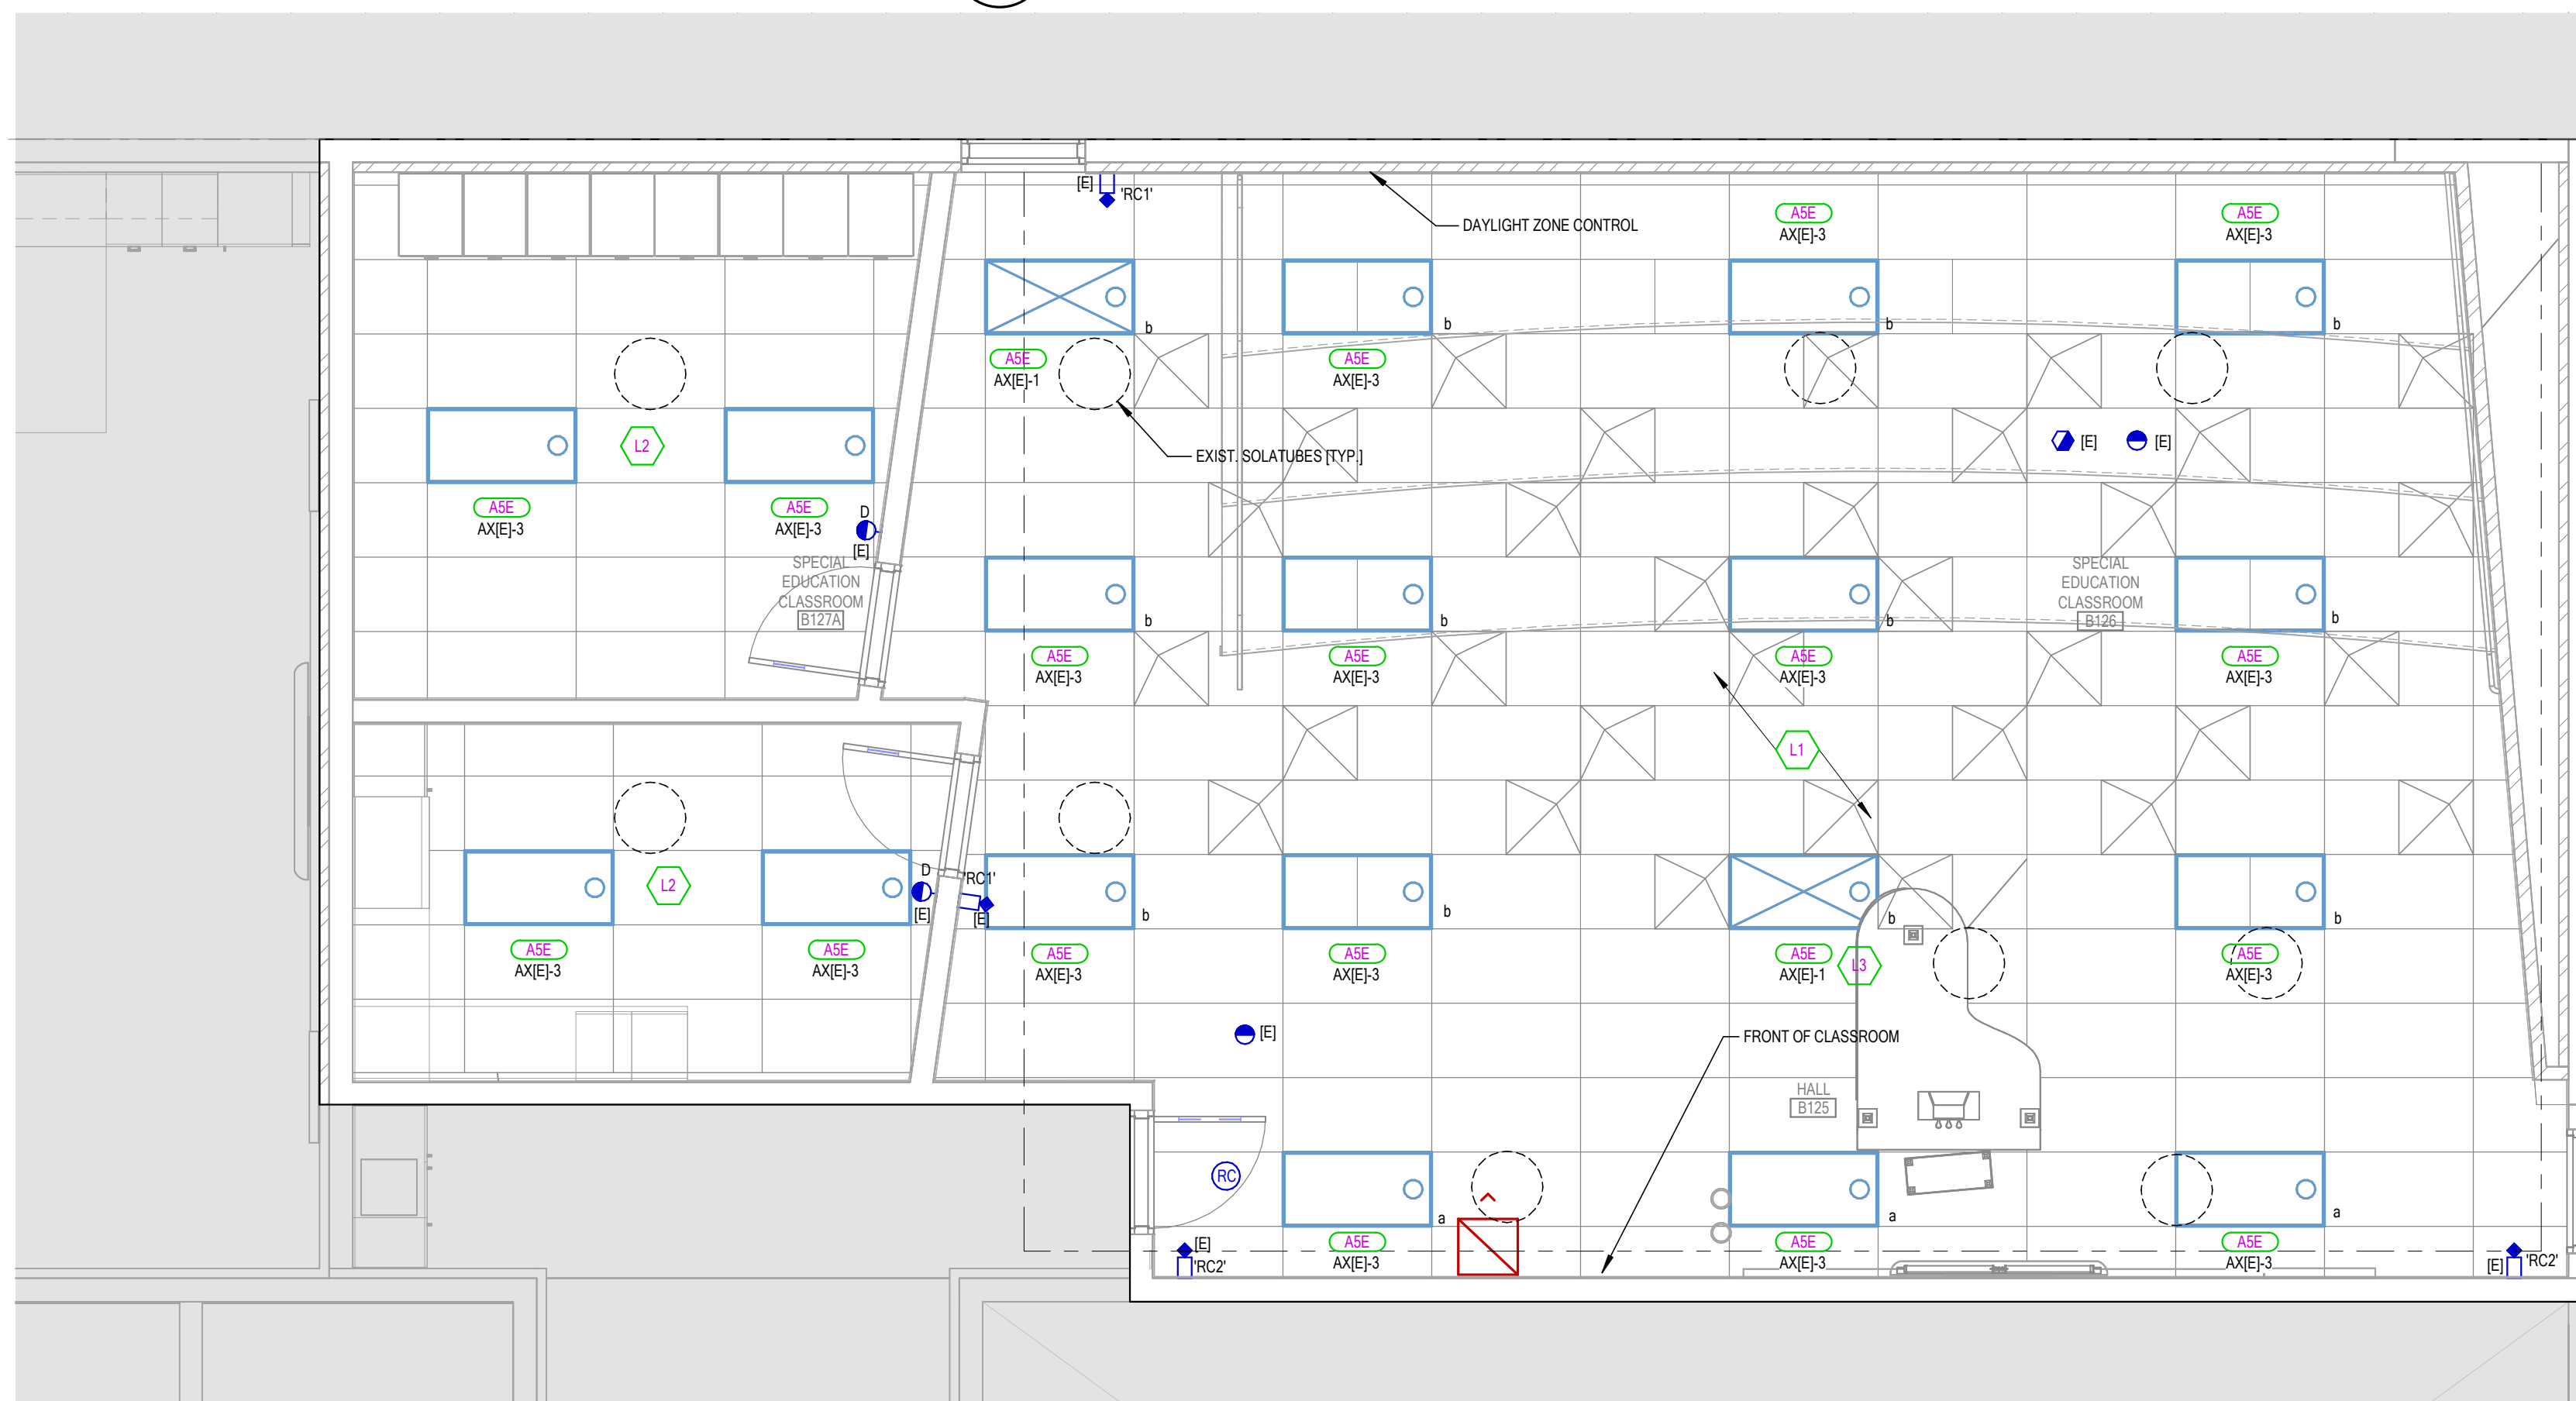 [E]
'RC1'
DAYLIGHT ZONE CONTROL
A5E
AX[E]-3
A5E
AX[E]-3
b
b
b
b
A5E
AX[E]-1
A5E
AX[E]-3
L2
EXIST. SOLATUBES [TYP.]
[E]
[E]
A5E
AX[E]-3
A5E
AX[E]-3
D
[E]
SPECIAL
EDUCATION
CLASSROOM
B127A
SPECIAL
EDUCATION
CLASSROOM
B126
b
b
b
b
A5E
AX[E]-3
A5E
AX[E]-3
A5E
AX[E]-3
A5E
AX[E]-3
L1
L2
D
[E]
'RC1'
[E]
b
b
b
b
A5E
AX[E]-3
A5E
AX[E]-3
A5E
AX[E]-3
A5E
AX[E]-3
A5E
AX[E]-1
L3
A5E
AX[E]-3
[E]
FRONT OF CLASSROOM
HALL
B125
RC
a
a
a
[E]
'RC2'
A5E
AX[E]-3
A5E
AX[E]-3
A5E
AX[E]-3
[E]
'RC2'